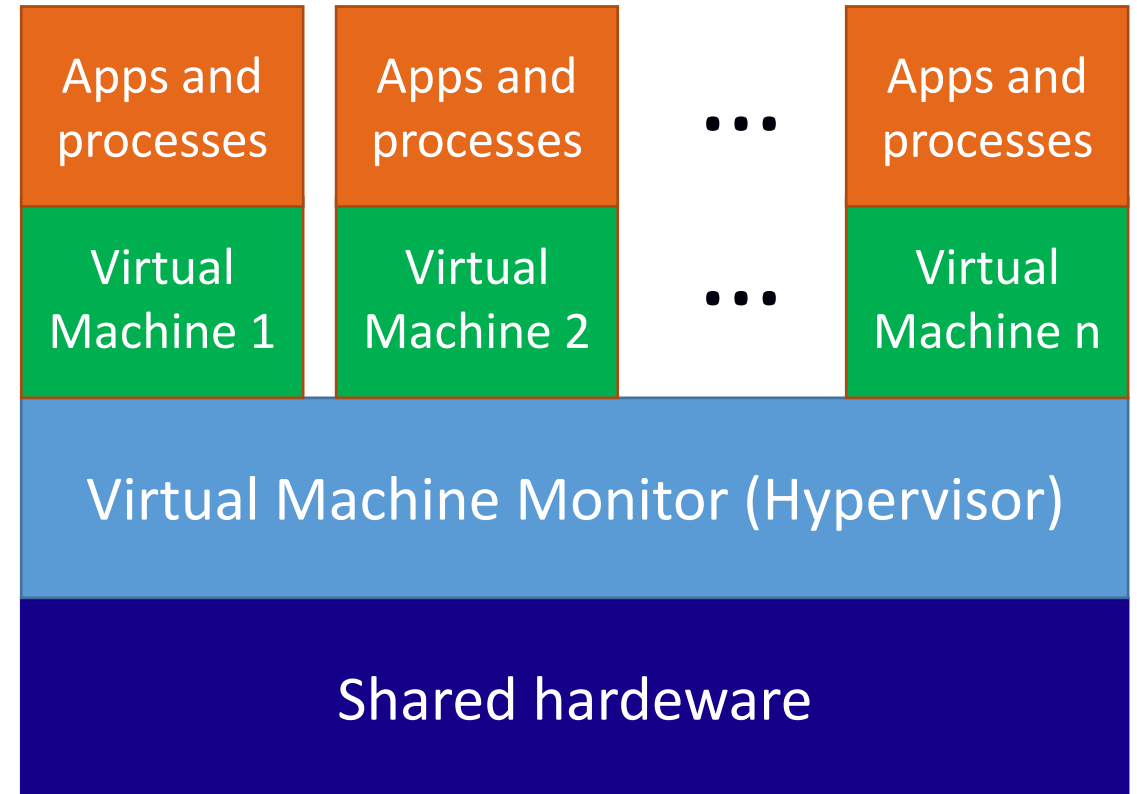 Apps and
processes
Apps and
processes
...
Apps and
processes
Virtual
Machine 1
Virtual
Machine 2
...
Virtual
Machine n
Virtual Machine Monitor (Hypervisor)
Shared hardeware